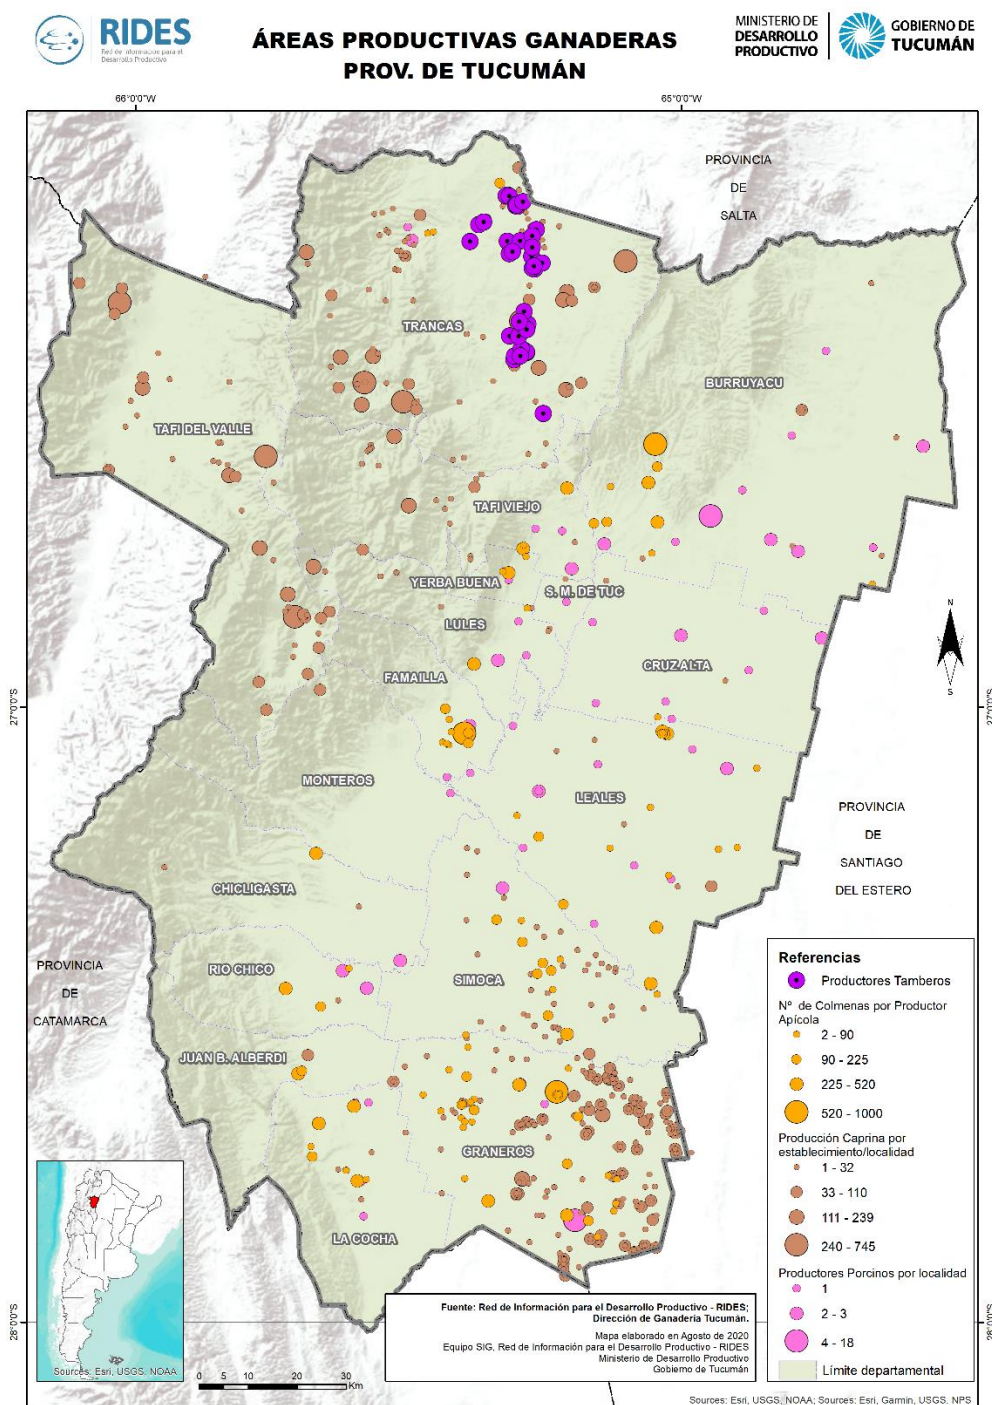 RIDES
Red de Información para el
Desarrollo Productivo
ÁREAS PRODUCTIVAS GANADERAS
PROV. DE TUCUMÁN
MINISTERIO DE
DESARROLLO
PRODUCTIVO
GOBIERNO DE
TUCUMÁN
66°0'0"W
65°0'0"W
PROVINCIA
DE
SALTA
TRANCAS
BURRUYACU
TAFI DEL VALLE
TAFI VIEJO
YERBA BUENA
S. M. DE TUC
LULES
CRUZ ALTA
FAMAILLA
N
S
27°0'0"S
27°0'0"S
MONTEROS
LEALES
PROVINCIA
DE
SANTIAGO
DEL ESTERO
CHICLIGASTA
PROVINCIA
DE
CATAMARCA
RIO CHICO
SIMOCA
JUAN B. ALBERDI
GRANEROS
LA COCHA
Referencias
Productores Tamberos
Nº de Colmenas por Productor
Apícola
2 - 90
90 - 225
225 - 520
520 - 1000
Producción Caprina por
establecimiento/localidad
1 - 32
33 - 110
111 - 239
240 - 745
Productores Porcinos por localidad
1
2 - 3
4 - 18
Límite departamental
Sources: Esri, USGS, NOAA
0 5 10 20 30
Km
Fuente: Red de Información para el Desarrollo Productivo - RIDES;
Dirección de Ganadería Tucumán.
Mapa elaborado en Agosto de 2020
Equipo SIG, Red de Información para el Desarrollo Productivo - RIDES
Ministerio de Desarrollo Productivo
Gobierno de Tucumán
28°0'0"S
28°0'0"S
Sources: Esri, USGS, NOAA; Sources: Esri, Garmin, USGS, NPS